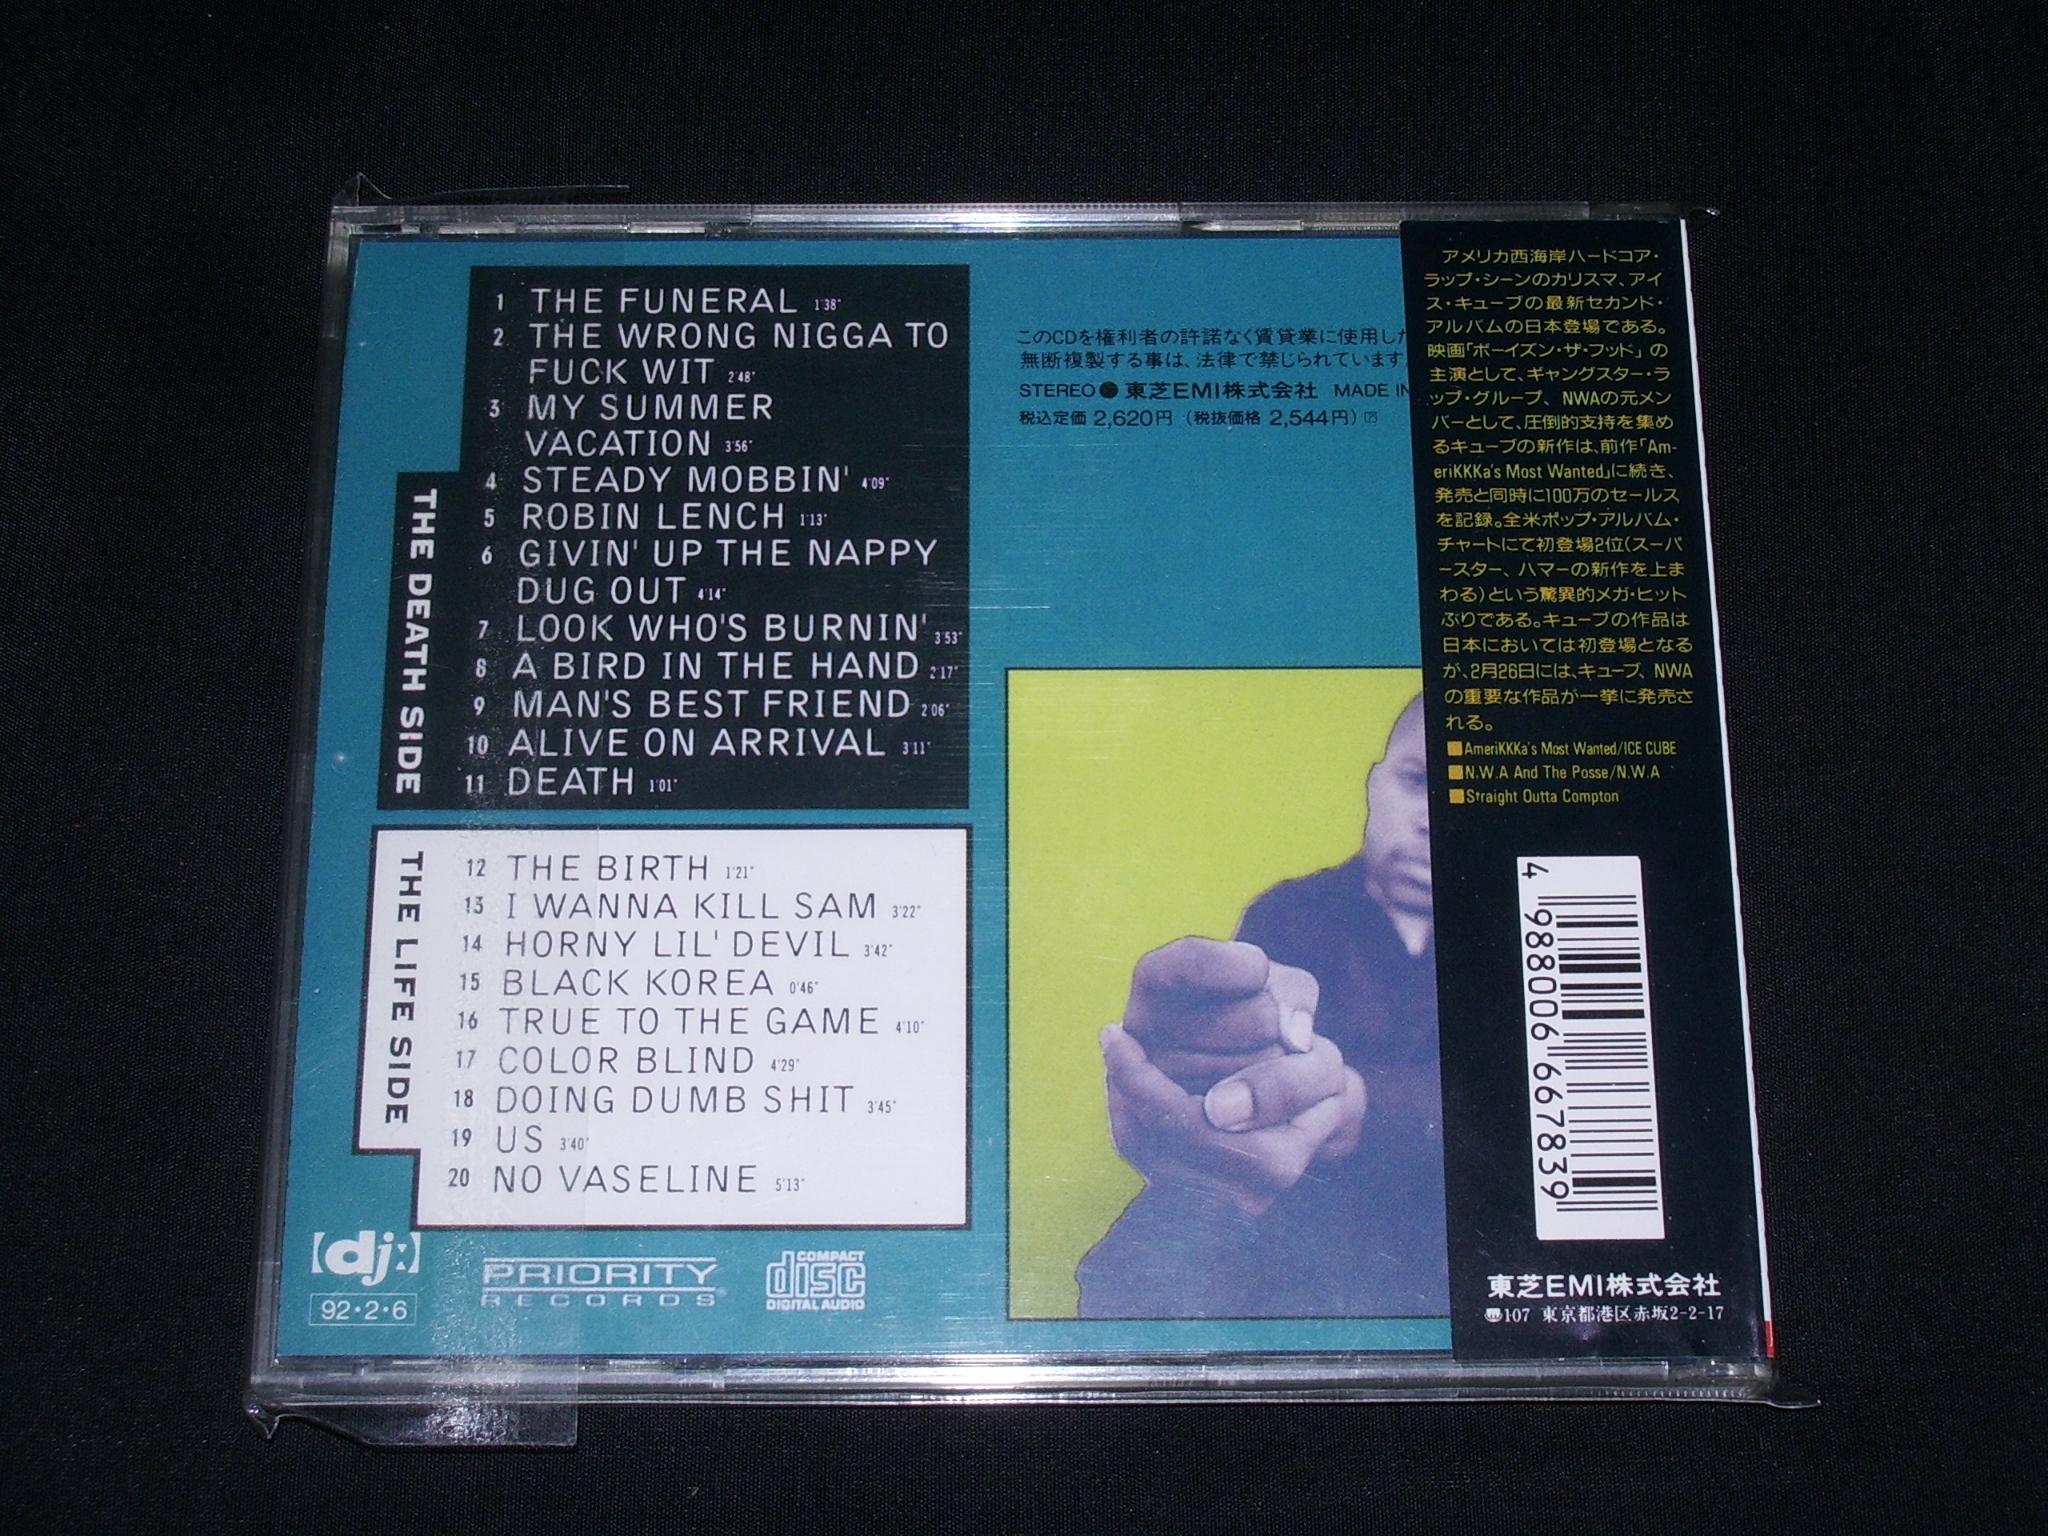 THE DEATH SIDE
1 THE FUNERAL 1'38"
2 THE WRONG NIGGA TO
FUCK WIT 2'48"
3 MY SUMMER
VACATION 3'56"
4 STEADY MOBBIN' 4'09"
5 ROBIN LENCH 1'13"
6 GIVIN' UP THE NAPPY
DUG OUT 4'14"
7 LOOK WHO'S BURNIN' 3'53"
8 A BIRD IN THE HAND 2'17"
9 MAN'S BEST FRIEND 2'06"
10 ALIVE ON ARRIVAL 3'11"
11 DEATH 1'01"
THE LIFE SIDE
12 THE BIRTH 1'21"
13 I WANNA KILL SAM 3'22"
14 HORNY LIL' DEVIL 3'42"
15 BLACK KOREA 0'46"
16 TRUE TO THE GAME 4'10"
17 COLOR BLIND 4'29"
18 DOING DUMB SHIT 3'45"
19 US 3'40"
20 NO VASELINE 5'13"
【dj:】
92・2・6
PRIORITY
RECORDS
COMPACT
disc
DIGITAL AUDIO
このCDを権利者の許諾なく賃貸業に使用した
無断複製する事は、法律で禁じられています
STEREO● 東芝EMI株式会社 MADE IN
税込定価 2,620円 (税抜価格 2,544円)
アメリカ西海岸ハードコア・
ラップ・シーンのカリスマ、アイ
ス・キューブの最新セカンド・
アルバムの日本登場である。
映画「ボーイズン・ザ・フッド」の
主演として、ギャングスター・ラ
ップ・グループ、NWAの元メン
バーとして、圧倒的支持を集め
るキューブの新作は、前作「Am-
eriKKKa's Most Wanted」に続き、
発売と同時に100万のセールス
を記録。全米ポップ・アルバム・
チャートにて初登場2位(スーパ
ースター、ハマーの新作を上ま
わる)という驚異的メガ・ヒット
ぶりである。キューブの作品は
日本においては初登場となる
が、2月26日には、キューブ、NWA
の重要な作品が一挙に発売さ
れる。
■AmeriKKKa's Most Wanted/ICE CUBE
■N.W.A And The Posse/N.W.A
■Straight Outta Compton
4 988006 667839
東芝EMI株式会社
〠107 東京都港区赤坂2-2-17